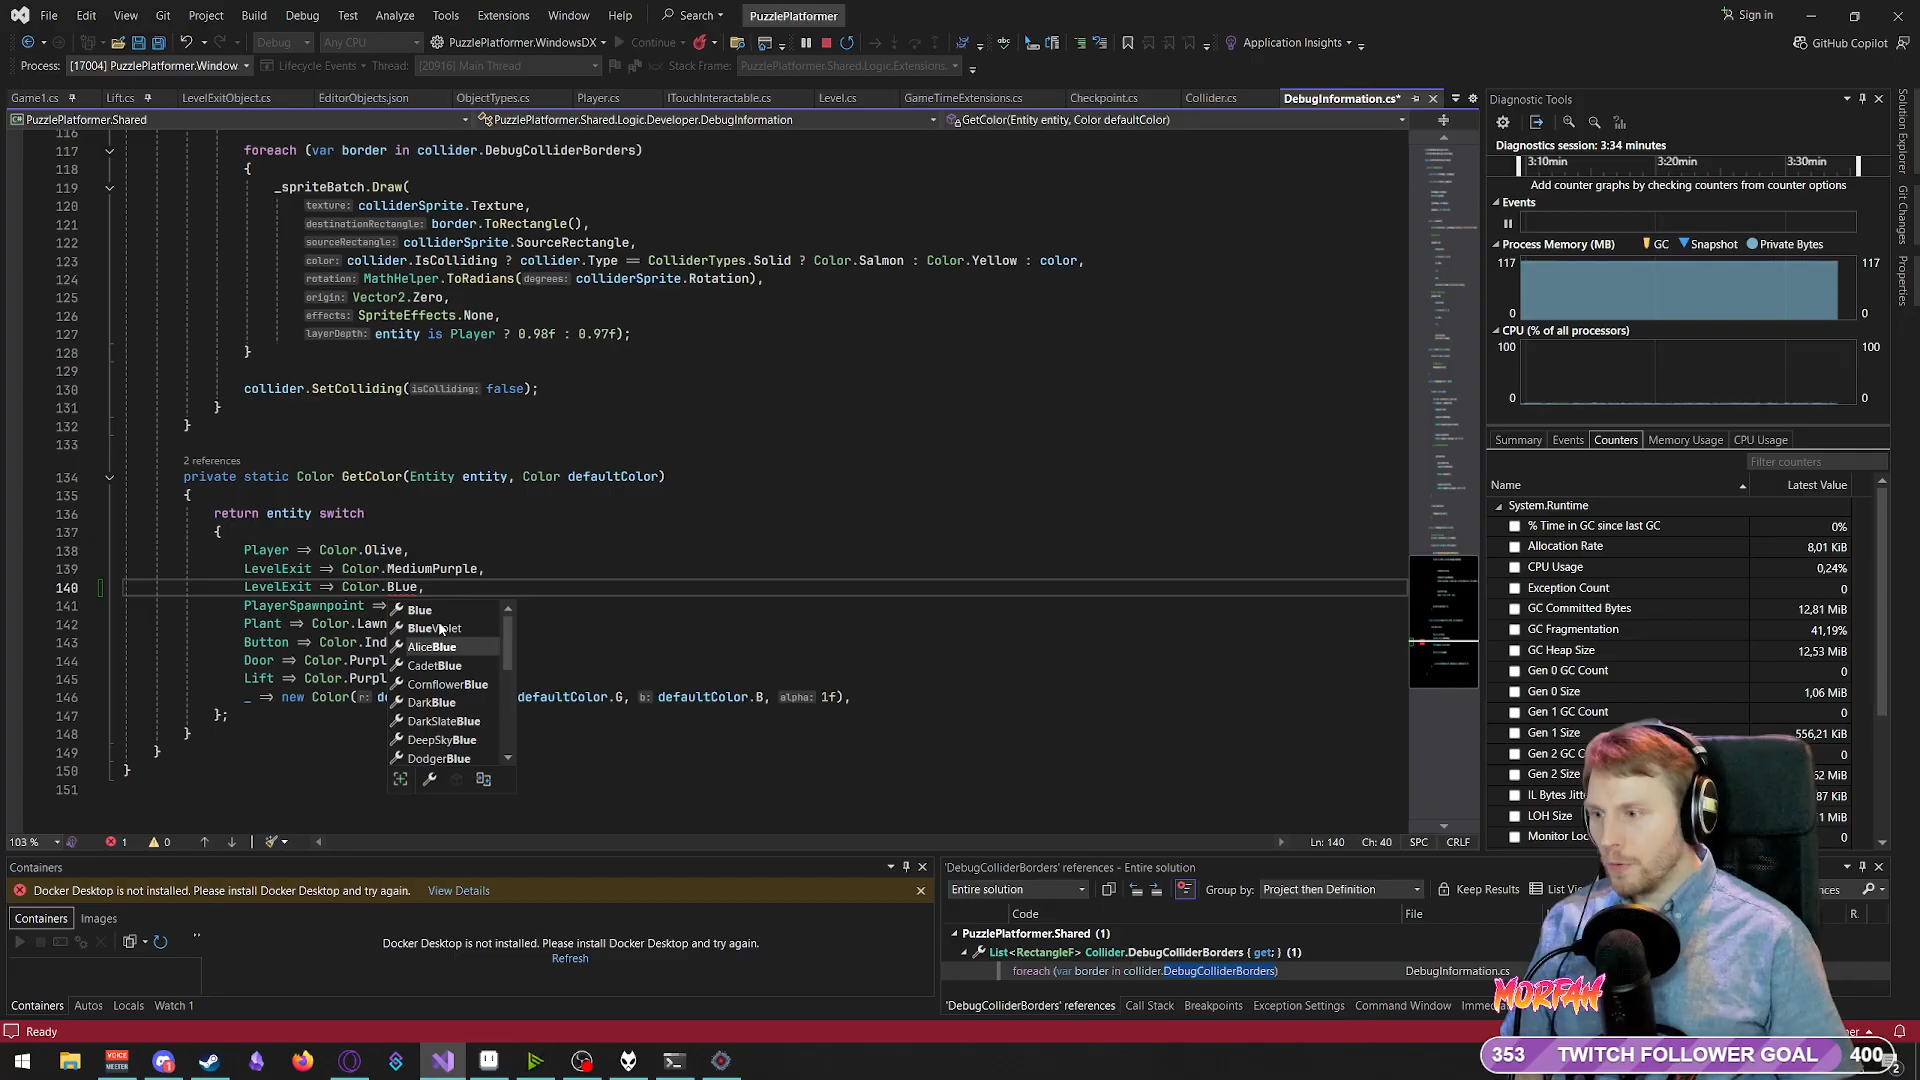 File Edit View Git Project Build Debug Test Analyze Tools Extensions Window Help Search PuzzlePlatformer Sign in
Debug Any CPU PuzzlePlatformer.WindowsDX Continue Application Insights GitHub Copilot
Process: [17004] PuzzlePlatformer.Window Lifecycle Events Thread: [20916] Main Thread Stack Frame: PuzzlePlatformer.Shared.Logic.Extensions.
Game1.cs Lift.cs LevelExitObject.cs EditorObjects.json ObjectTypes.cs Player.cs ITouchInteractable.cs Level.cs GameTimeExtensions.cs Checkpoint.cs Collider.cs DebugInformation.cs*
PuzzlePlatformer.Shared PuzzlePlatformer.Shared.Logic.Developer.DebugInformation GetColor(Entity entity, Color defaultColor)
116
117 foreach (var border in collider.DebugColliderBorders)
118 {
119 _spriteBatch.Draw(
120 texture: colliderSprite.Texture,
121 destinationRectangle: border.ToRectangle(),
122 sourceRectangle: colliderSprite.SourceRectangle,
123 color: collider.IsColliding ? collider.Type == ColliderTypes.Solid ? Color.Salmon : Color.Yellow : color,
124 rotation: MathHelper.ToRadians(degrees: colliderSprite.Rotation),
125 origin: Vector2.Zero,
126 effects: SpriteEffects.None,
127 layerDepth: entity is Player ? 0.98f : 0.97f);
128 }
129
130 collider.SetColliding(isColliding: false);
131 }
132 }
133
2 references
134 private static Color GetColor(Entity entity, Color defaultColor)
135 {
136 return entity switch
137 {
138 Player => Color.Olive,
139 LevelExit => Color.MediumPurple,
140 LevelExit => Color.BLue,
141 PlayerSpawnpoint =>
142 Plant => Color.Lawn
143 Button => Color.Ind
144 Door => Color.Purpl
145 Lift => Color.Purpl
146 _ => new Color(r: de defaultColor.G, b: defaultColor.B, alpha: 1f),
147 };
148 }
149 }
150 }
151
Blue
BlueViolet
AliceBlue
CadetBlue
CornflowerBlue
DarkBlue
DarkSlateBlue
DeepSkyBlue
DodgerBlue
103 % 1 0 Ln: 140 Ch: 40 SPC CRLF
Diagnostic Tools
Diagnostics session: 3:34 minutes
3:10min 3:20min 3:30min
Add counter graphs by checking counters from counter options
Events
Process Memory (MB) GC Snapshot Private Bytes
117 117
0 0
CPU (% of all processors)
100 100
0 0
Summary Events Counters Memory Usage CPU Usage
Filter counters
Name Latest Value
System.Runtime
% Time in GC since last GC 0%
Allocation Rate 8,01 KiB
CPU Usage 0,24%
Exception Count 0
GC Committed Bytes 12,81 MiB
GC Fragmentation 41,19%
GC Heap Size 12,53 MiB
Gen 0 GC Count 0
Gen 0 Size 1,06 MiB
Gen 1 GC Count 0
Gen 1 Size 556,21 KiB
Gen 2 GC Co 0
Gen 2 Size 52 MiB
IL Bytes Jitte 87 KiB
LOH Size 1 MiB
Monitor Loc 0
Solution Explorer
Git Changes
Properties
Containers
Docker Desktop is not installed. Please install Docker Desktop and try again. View Details
Containers Images
Docker Desktop is not installed. Please install Docker Desktop and try again.
Refresh
Containers Autos Locals Watch 1
'DebugColliderBorders' references - Entire solution
Entire solution Group by: Project then Definition Keep Results List Vie
Code File R.
PuzzlePlatformer.Shared (1)
List<RectangleF> Collider.DebugColliderBorders { get; } (1)
foreach (var border in collider.DebugColliderBorders) DebugInformation.cs
'DebugColliderBorders' references Call Stack Breakpoints Exception Settings Command Window Immedia
Ready
MORFAH
353 TWITCH FOLLOWER GOAL 400